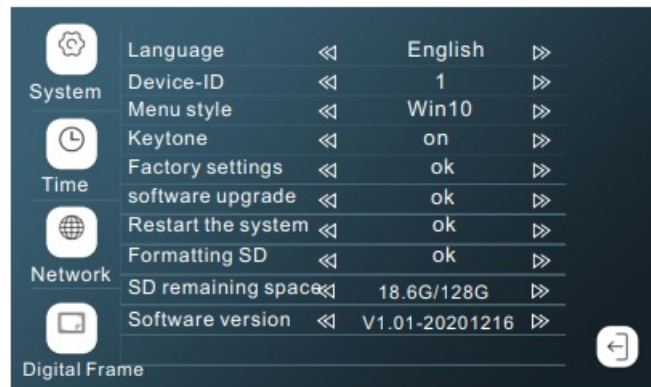 System
Time
Network
Digital Frame
Language English
Device-ID 1
Menu style Win10
Keytone on
Factory settings ok
software upgrade ok
Restart the system ok
Formatting SD ok
SD remaining space 18.6G/128G
Software version V1.01-20201216